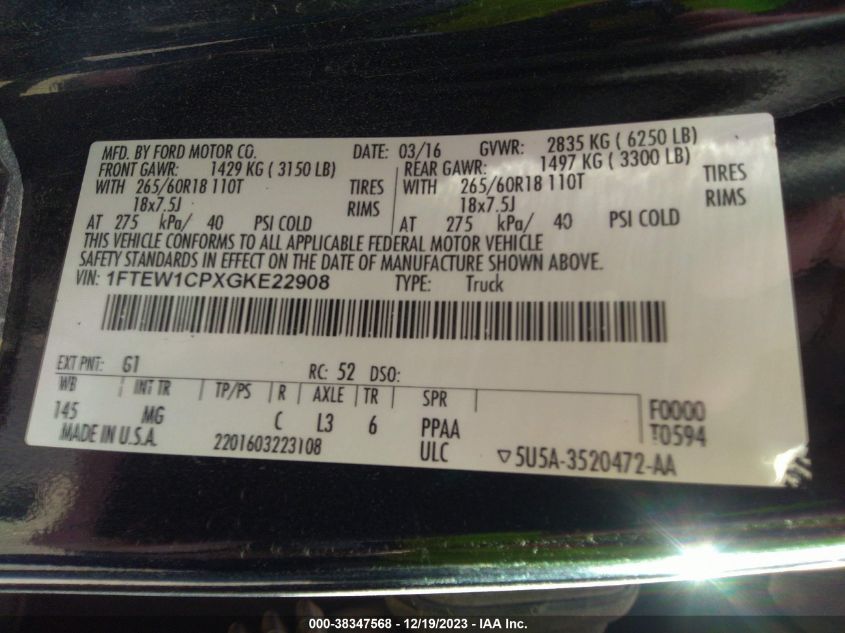 MFD. BY FORD MOTOR CO. DATE: 03/16 GVWR: 2835 KG ( 6250 LB)
FRONT GAWR: 1429 KG ( 3150 LB) REAR GAWR: 1497 KG ( 3300 LB)
WITH 265/60R18 110T TIRES WITH 265/60R18 110T TIRES
18x7.5J RIMS 18x7.5J RIMS
AT 275 kPa/ 40 PSI COLD AT 275 kPa/ 40 PSI COLD
THIS VEHICLE CONFORMS TO ALL APPLICABLE FEDERAL MOTOR VEHICLE
SAFETY STANDARDS IN EFFECT ON THE DATE OF MANUFACTURE SHOWN ABOVE.
VIN: 1FTEW1CPXGKE22908 TYPE: Truck
EXT PNT: G1 RC: 52 DSO:
WB INT TR TP/PS R AXLE TR SPR
145 MG C L3 6 PPAA F0000
MADE IN U.S.A. 2201603223108 ULC T0594
▽5U5A-3520472-AA
000-38347568 - 12/19/2023 - IAA Inc.